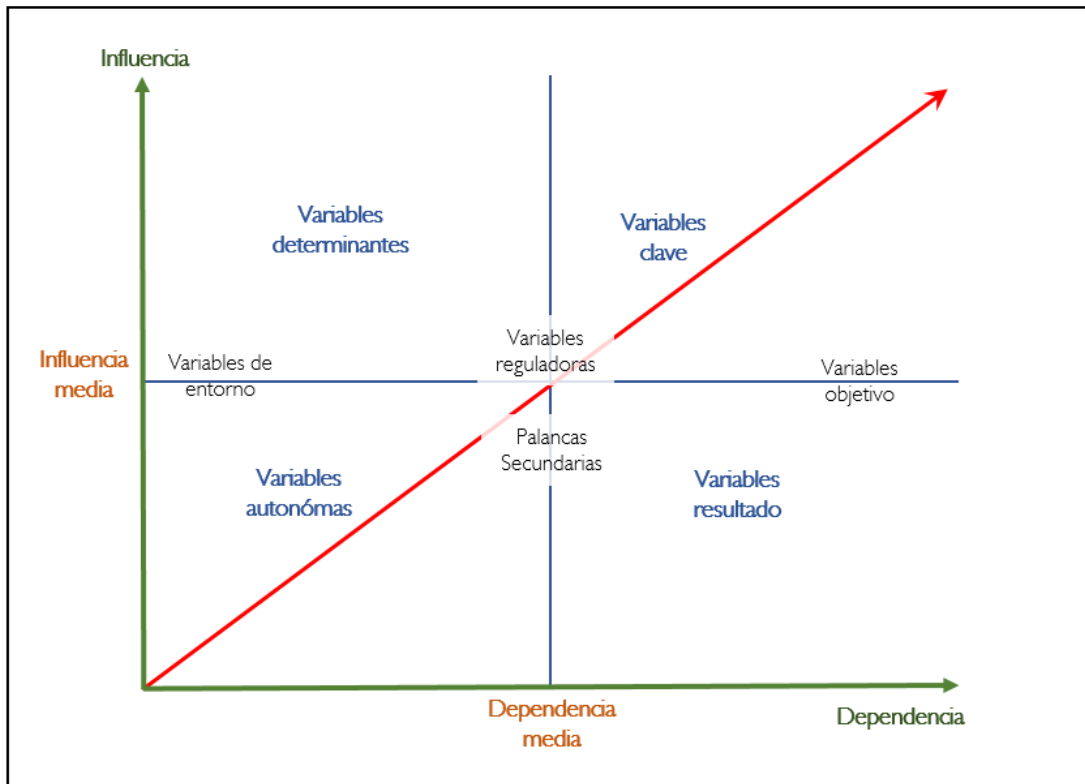 Influencia
Variables
determinantes
Variables
clave
Influencia
media
Variables de
entorno
Variables
reguladoras
Variables
objetivo
Palancas
Secundarias
Variables
autonómas
Variables
resultado
Dependencia
media
Dependencia